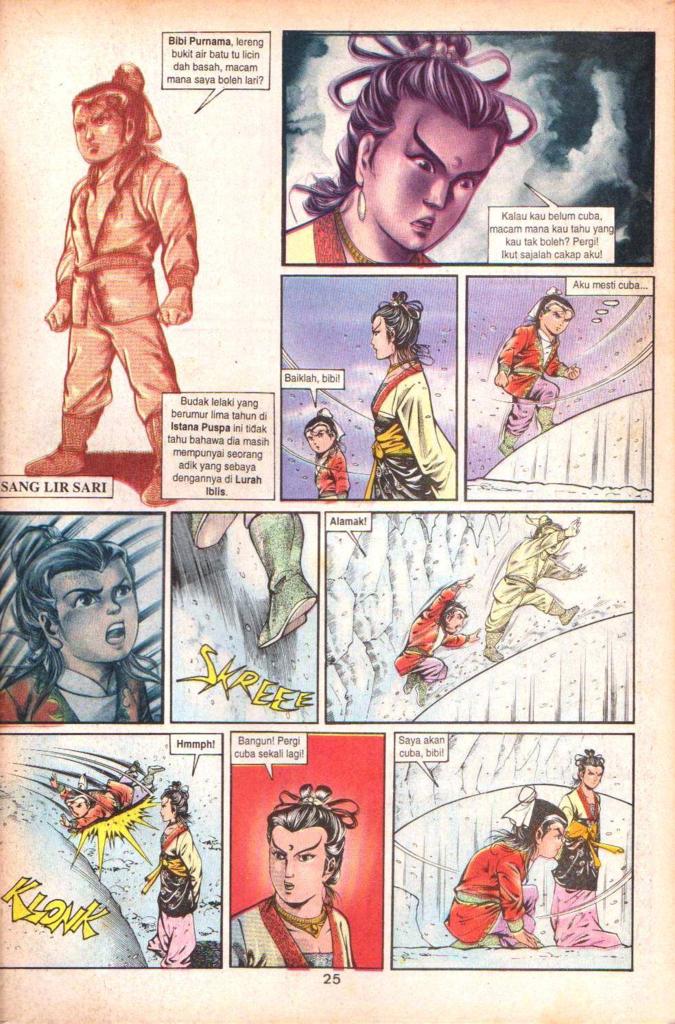 Bibi Purnama, lereng
bukit air batu tu licin
dah basah, macam
mana saya boleh lari?
Kalau kau belum cuba,
macam mana kau tahu yang
kau tak boleh? Pergi!
Ikut sajalah cakap aku!
Budak lelaki yang
berumur lima tahun di
Istana Puspa ini tidak
tahu bahawa dia masih
mempunyai seorang
adik yang sebaya
dengannya di Lurah
Iblis.
SANG LIR SARI
Baiklah, bibi!
Aku mesti cuba...
SKREEE
Alamak!
KLONK
Hmmph!
Bangun! Pergi
cuba sekali lagi!
Saya akan
cuba, bibi!
25